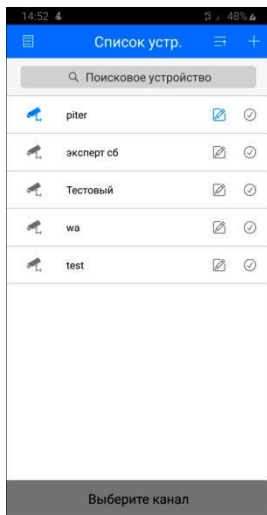 14:52 48%
Список устр.
Поисковое устройство
piter
эксперт сб
Тестовый
wa
test
Выберите канал